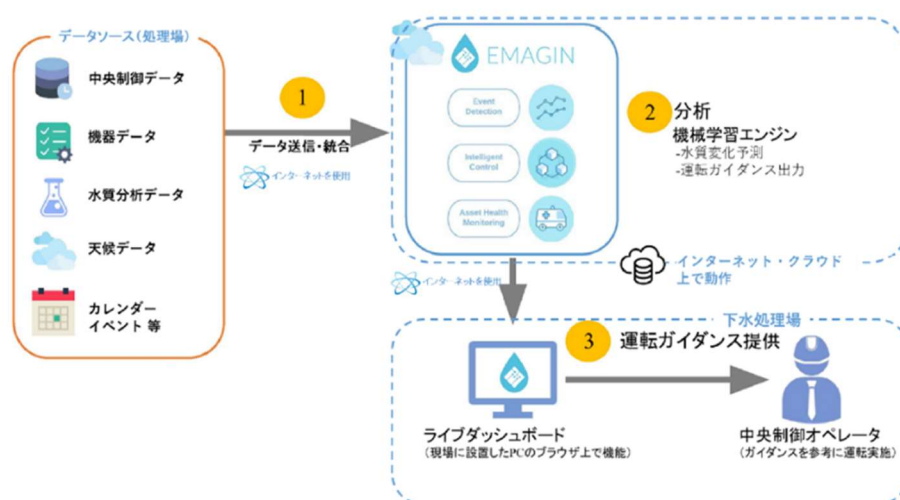 データソース（処理場）
中央制御データ
機器データ
水質分析データ
天候データ
カレンダー
イベント 等
1
データ送信・統合
インターネットを使用
EMAGIN
Event
Detection
Intelligent
Control
Asset Health
Monitoring
2 分析
機械学習エンジン
-水質変化予測
-運転ガイダンス出力
インターネット・クラウド
上で動作
インターネットを使用
下水処理場
3 運転ガイダンス提供
ライブダッシュボード
（現場に設置したPCのブラウザ上で機能）
中央制御オペレータ
（ガイダンスを参考に運転実施）